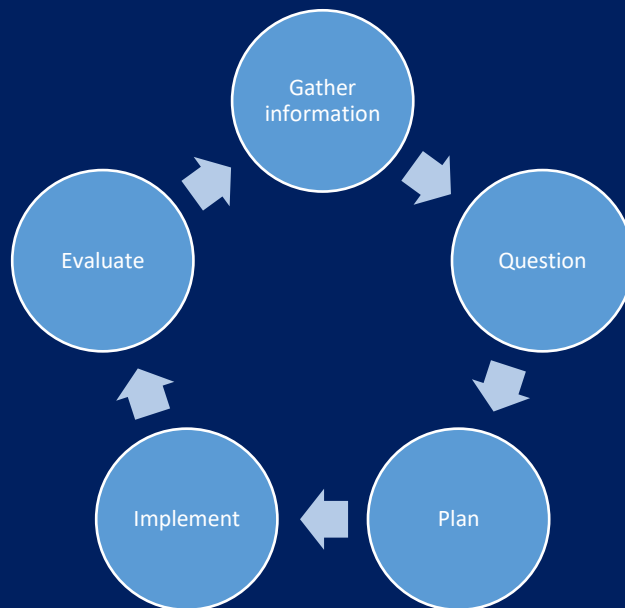 Gather
information
Question
Plan
Implement
Evaluate